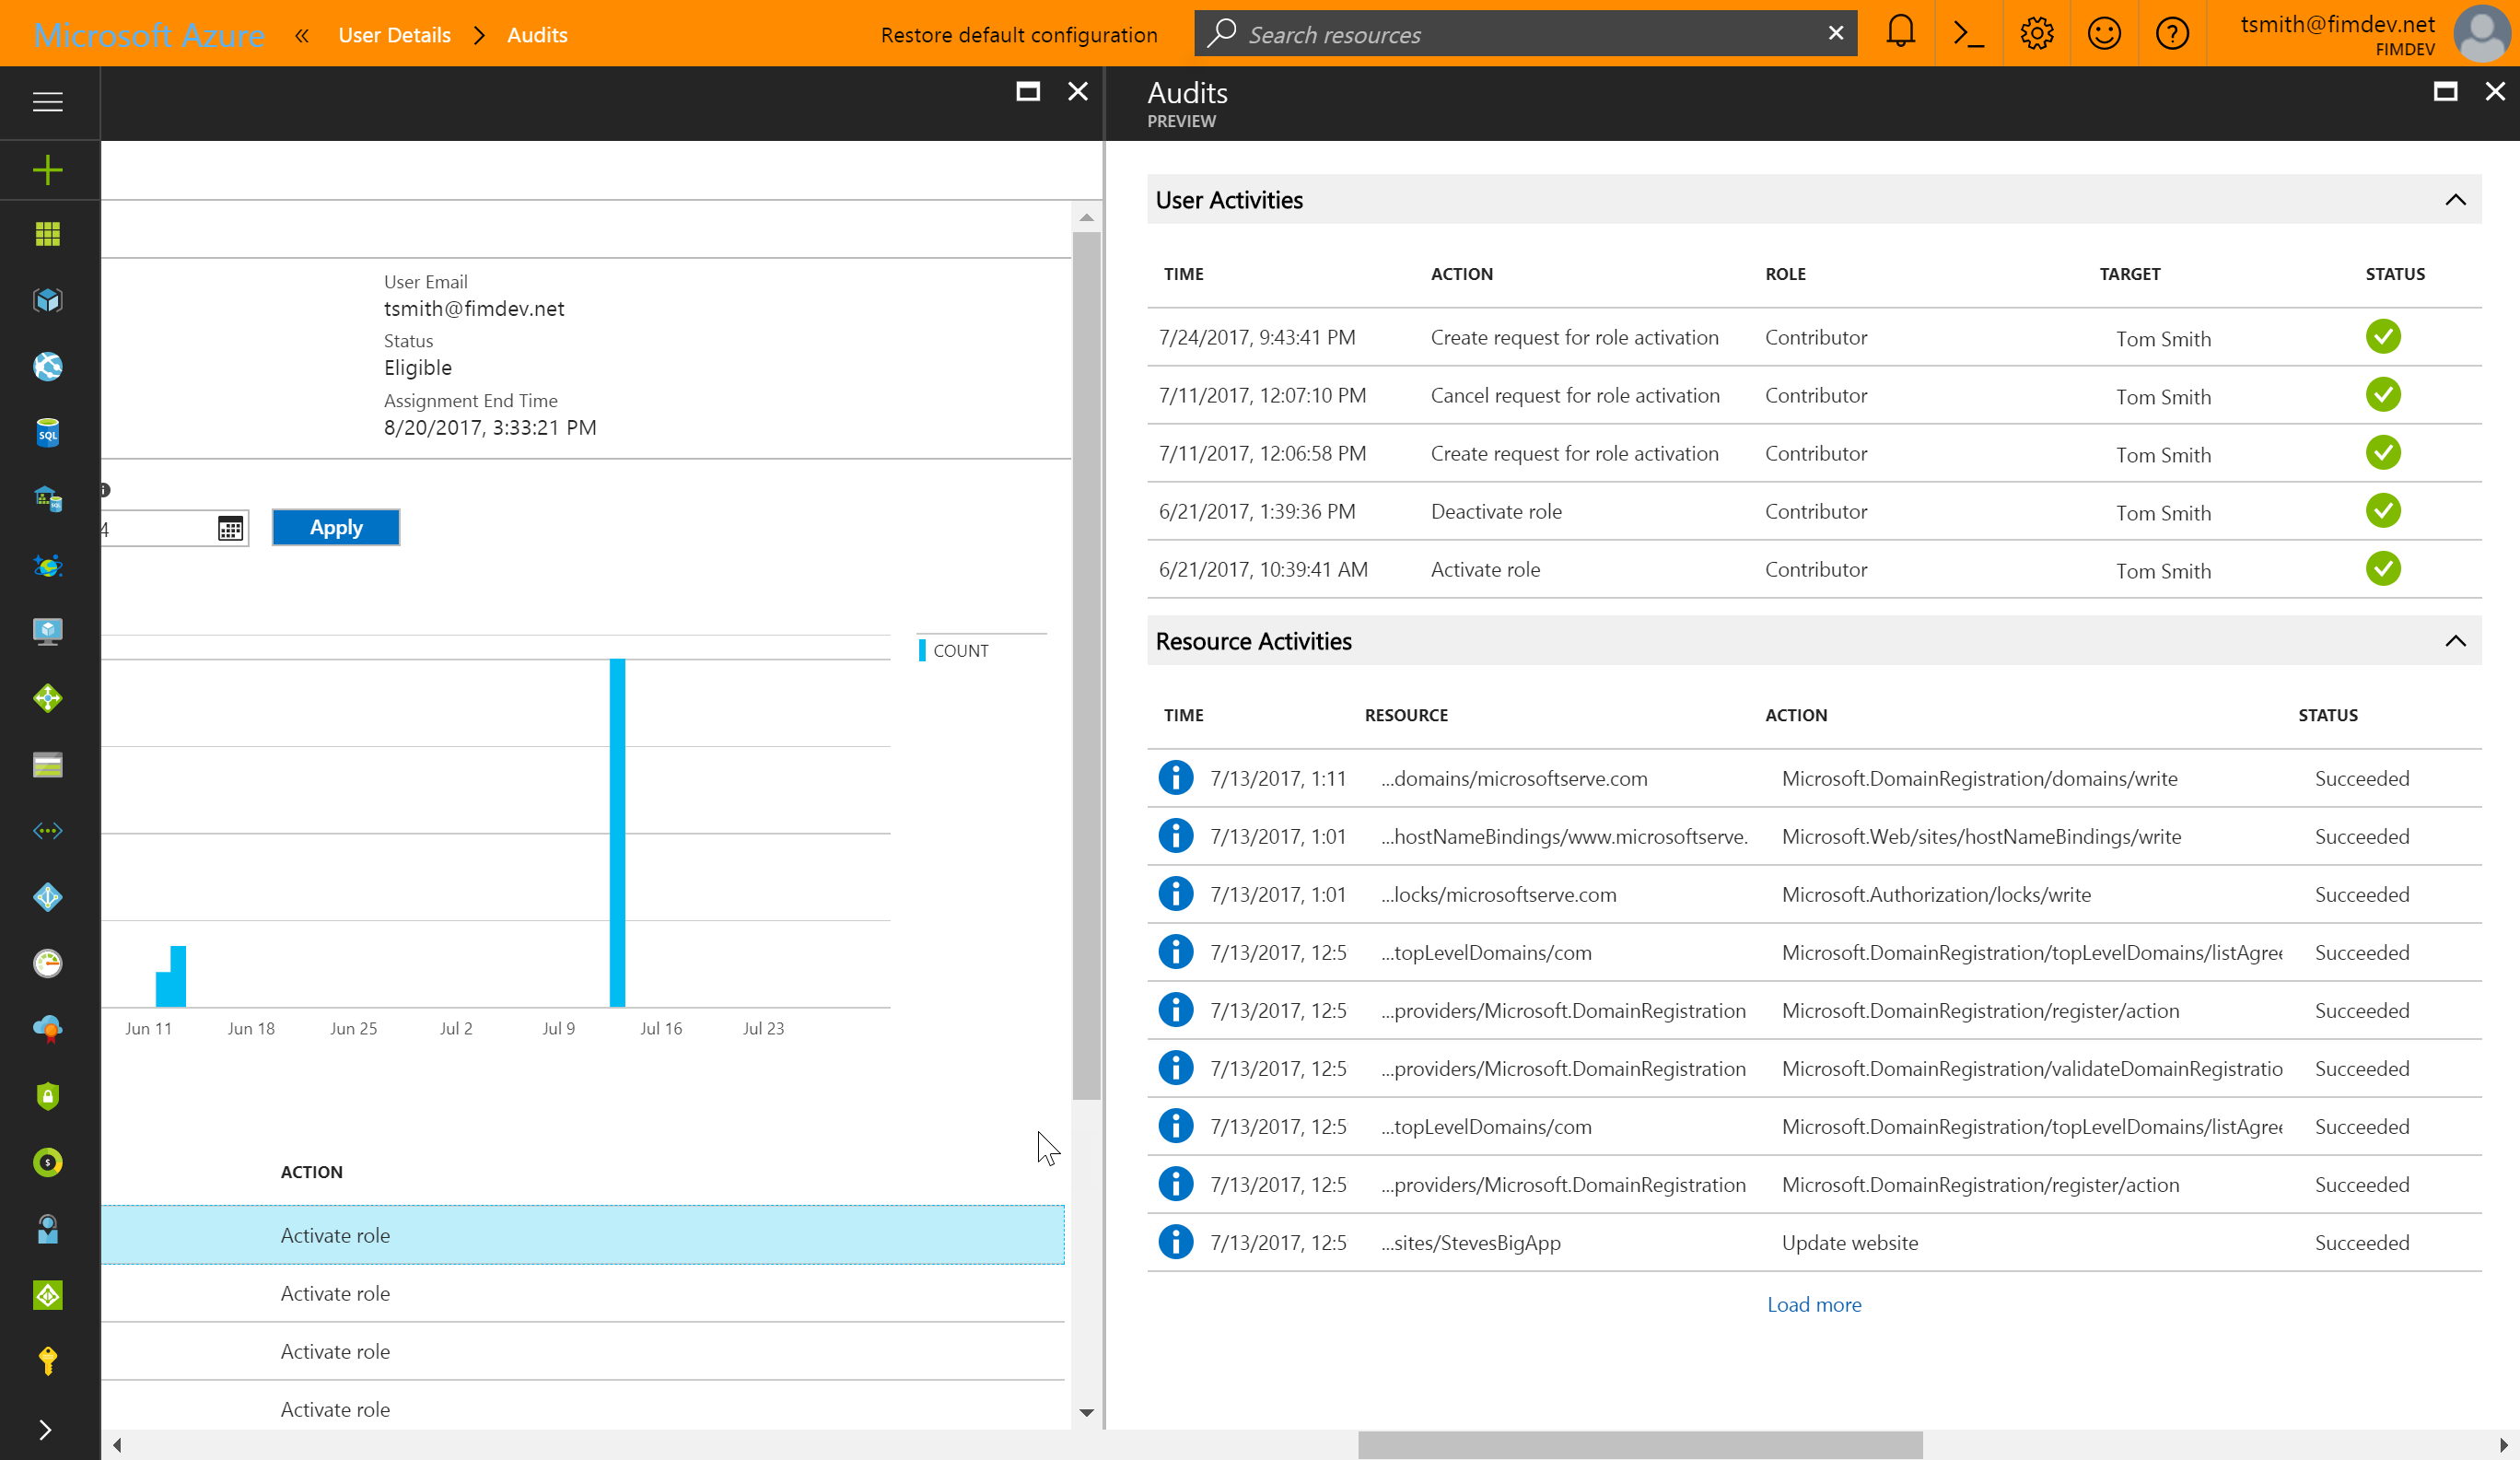 Microsoft Azure « User Details > Audits Restore default configuration Search resources tsmith@fimdev.net
FIMDEV
Audits
PREVIEW
User Email
tsmith@fimdev.net
Status
Eligible
Assignment End Time
8/20/2017, 3:33:21 PM
4 Apply
COUNT
Jun 11 Jun 18 Jun 25 Jul 2 Jul 9 Jul 16 Jul 23
ACTION
Activate role
Activate role
Activate role
Activate role
User Activities
TIME ACTION ROLE TARGET STATUS
7/24/2017, 9:43:41 PM Create request for role activation Contributor Tom Smith
7/11/2017, 12:07:10 PM Cancel request for role activation Contributor Tom Smith
7/11/2017, 12:06:58 PM Create request for role activation Contributor Tom Smith
6/21/2017, 1:39:36 PM Deactivate role Contributor Tom Smith
6/21/2017, 10:39:41 AM Activate role Contributor Tom Smith
Resource Activities
TIME RESOURCE ACTION STATUS
7/13/2017, 1:11 ...domains/microsoftserve.com Microsoft.DomainRegistration/domains/write Succeeded
7/13/2017, 1:01 ...hostNameBindings/www.microsoftserve. Microsoft.Web/sites/hostNameBindings/write Succeeded
7/13/2017, 1:01 ...locks/microsoftserve.com Microsoft.Authorization/locks/write Succeeded
7/13/2017, 12:5 ...topLevelDomains/com Microsoft.DomainRegistration/topLevelDomains/listAgree Succeeded
7/13/2017, 12:5 ...providers/Microsoft.DomainRegistration Microsoft.DomainRegistration/register/action Succeeded
7/13/2017, 12:5 ...providers/Microsoft.DomainRegistration Microsoft.DomainRegistration/validateDomainRegistratio Succeeded
7/13/2017, 12:5 ...topLevelDomains/com Microsoft.DomainRegistration/topLevelDomains/listAgree Succeeded
7/13/2017, 12:5 ...providers/Microsoft.DomainRegistration Microsoft.DomainRegistration/register/action Succeeded
7/13/2017, 12:5 ...sites/StevesBigApp Update website Succeeded
Load more